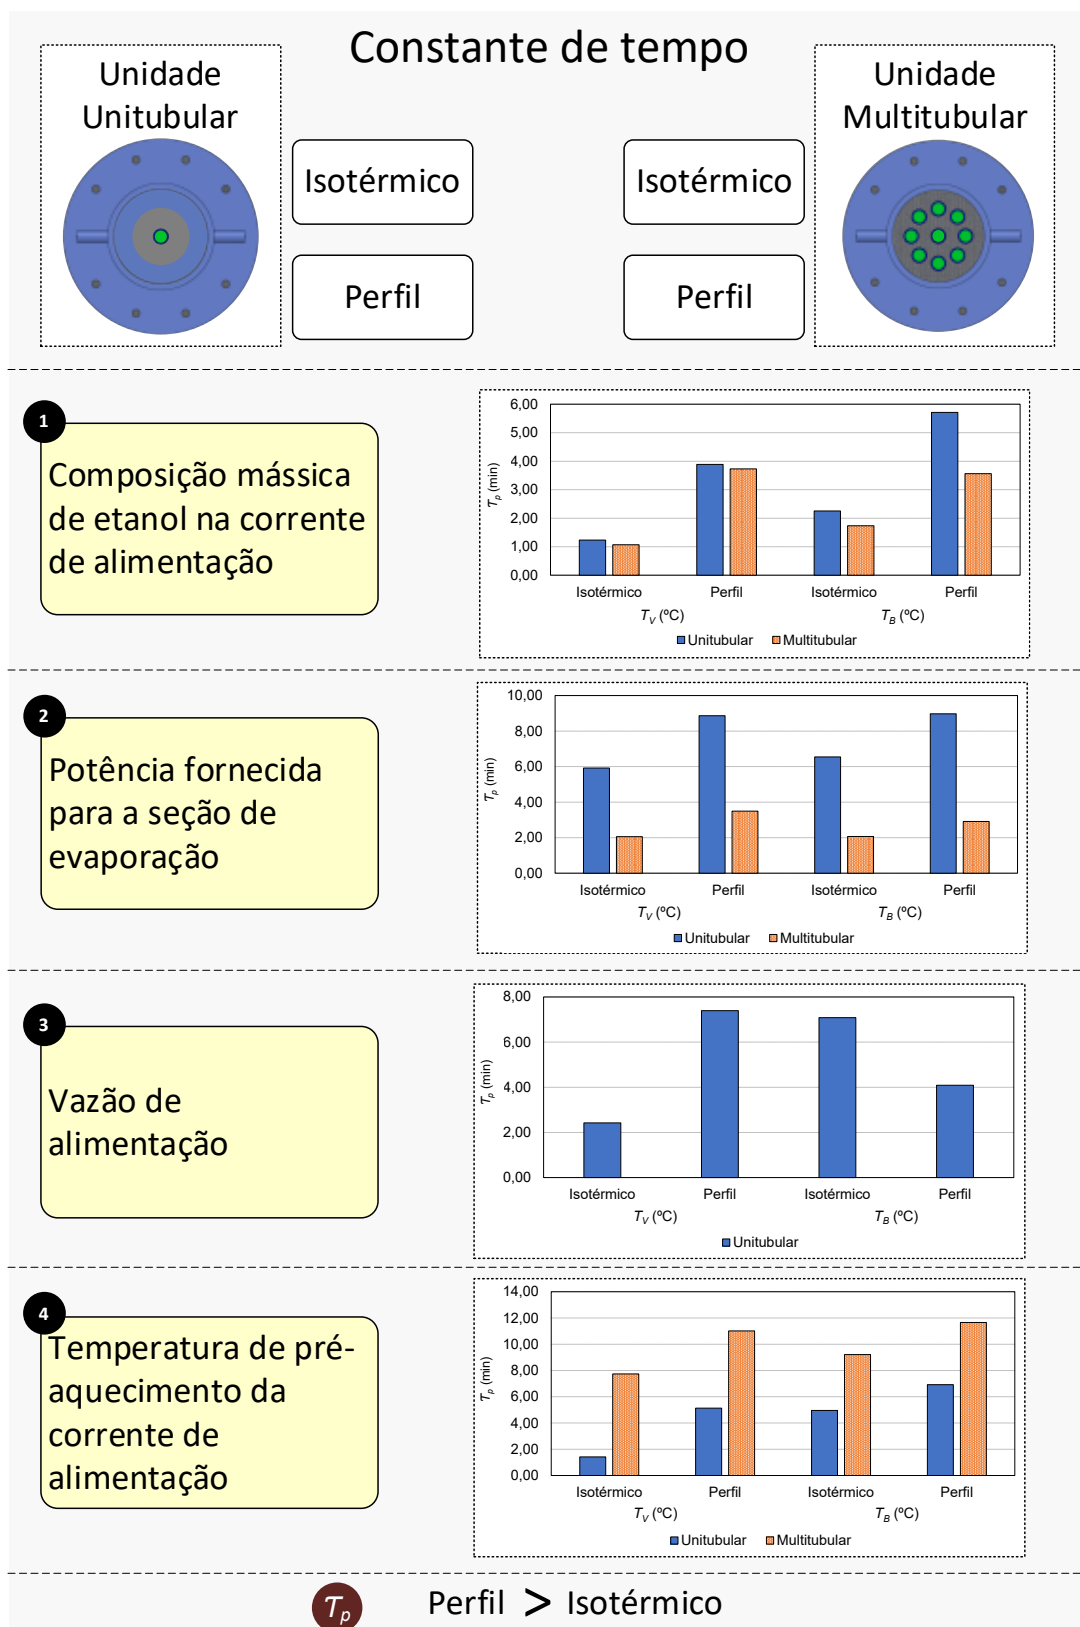 Constante de tempo
Unidade
Unitubular
Isotérmico
Perfil
Isotérmico
Perfil
Unidade
Multitubular
1
Composição mássica
de etanol na corrente
de alimentação
6,00
5,00
4,00
3,00
2,00
1,00
0,00
τp (min)
Isotérmico Perfil Isotérmico Perfil
TV (ºC) TB (ºC)
Unitubular Multitubular
2
Potência fornecida
para a seção de
evaporação
10,00
8,00
6,00
4,00
2,00
0,00
τp (min)
Isotérmico Perfil Isotérmico Perfil
TV (ºC) TB (ºC)
Unitubular Multitubular
3
Vazão de
alimentação
8,00
6,00
4,00
2,00
0,00
τp (min)
Isotérmico Perfil Isotérmico Perfil
TV (ºC) TB (ºC)
Unitubular
4
Temperatura de pré-
aquecimento da
corrente de
alimentação
14,00
12,00
10,00
8,00
6,00
4,00
2,00
0,00
τp (min)
Isotérmico Perfil Isotérmico Perfil
TV (ºC) TB (ºC)
Unitubular Multitubular
τp Perfil > Isotérmico